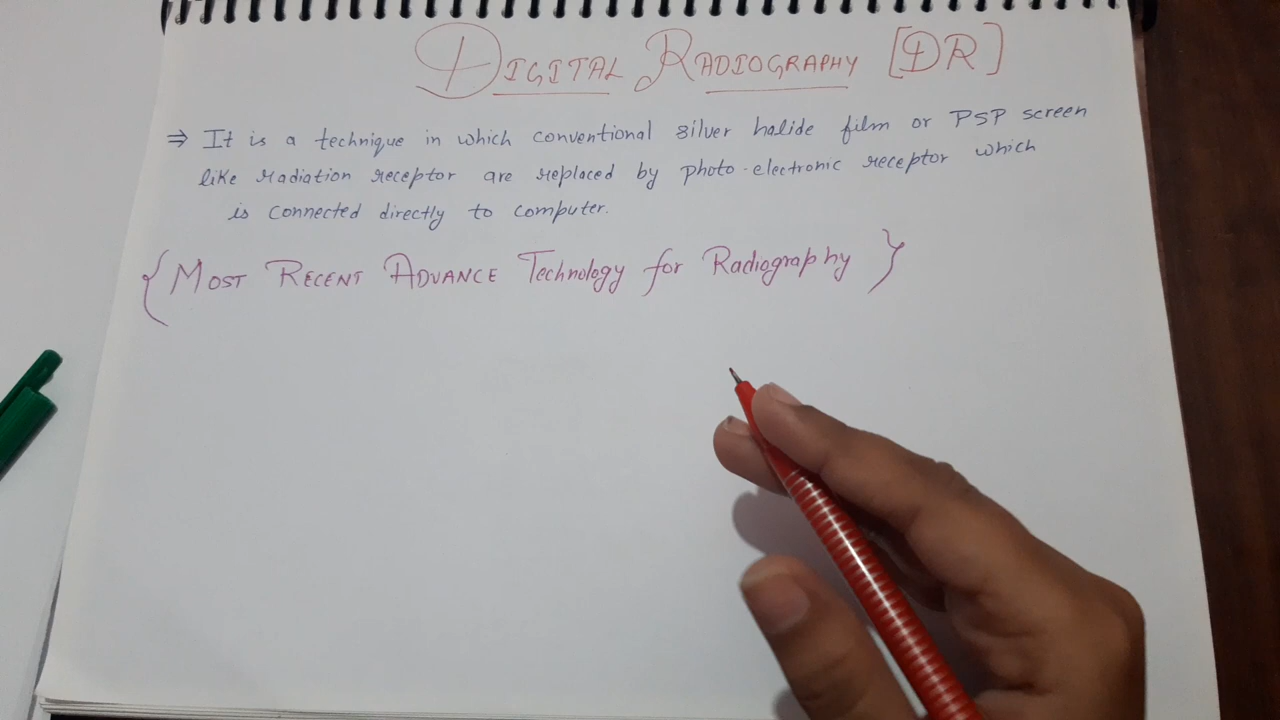 DIGITAL RADIOGRAPHY [DR]
⇒ It is a technique in which conventional silver halide film or PSP screen
like radiation receptor are replaced by photo-electronic receptor which
is connected directly to computer.
{ MOST RECENT ADVANCE Technology for Radiography }